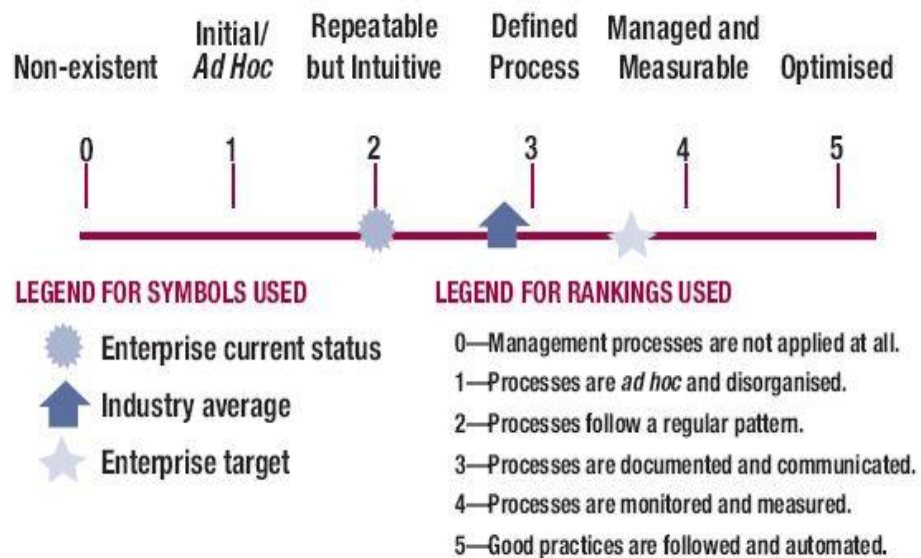 Non-existent
Initial/
Ad Hoc
Repeatable
but Intuitive
Defined
Process
Managed and
Measurable
Optimised
0 1 2 3 4 5
LEGEND FOR SYMBOLS USED
Enterprise current status
Industry average
Enterprise target
LEGEND FOR RANKINGS USED
0—Management processes are not applied at all.
1—Processes are ad hoc and disorganised.
2—Processes follow a regular pattern.
3—Processes are documented and communicated.
4—Processes are monitored and measured.
5—Good practices are followed and automated.